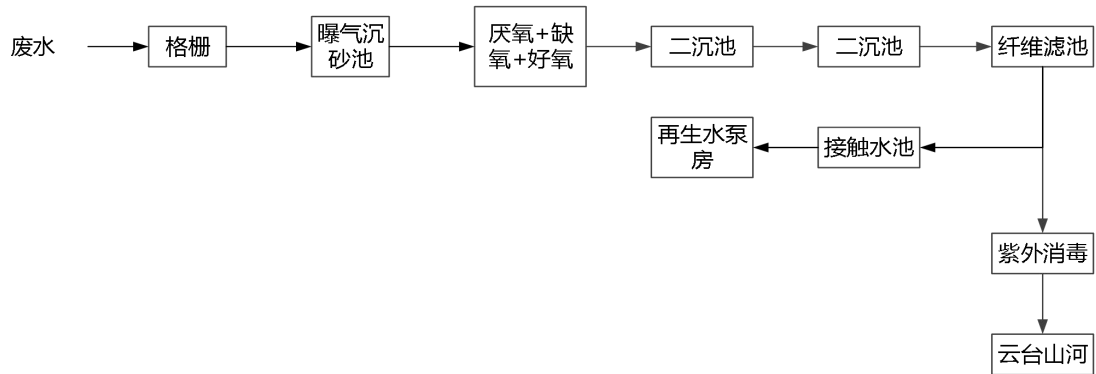 废水
格栅
曝气沉
砂池
厌氧+缺
氧+好氧
二沉池
二沉池
纤维滤池
再生水泵
房
接触水池
紫外消毒
云台山河